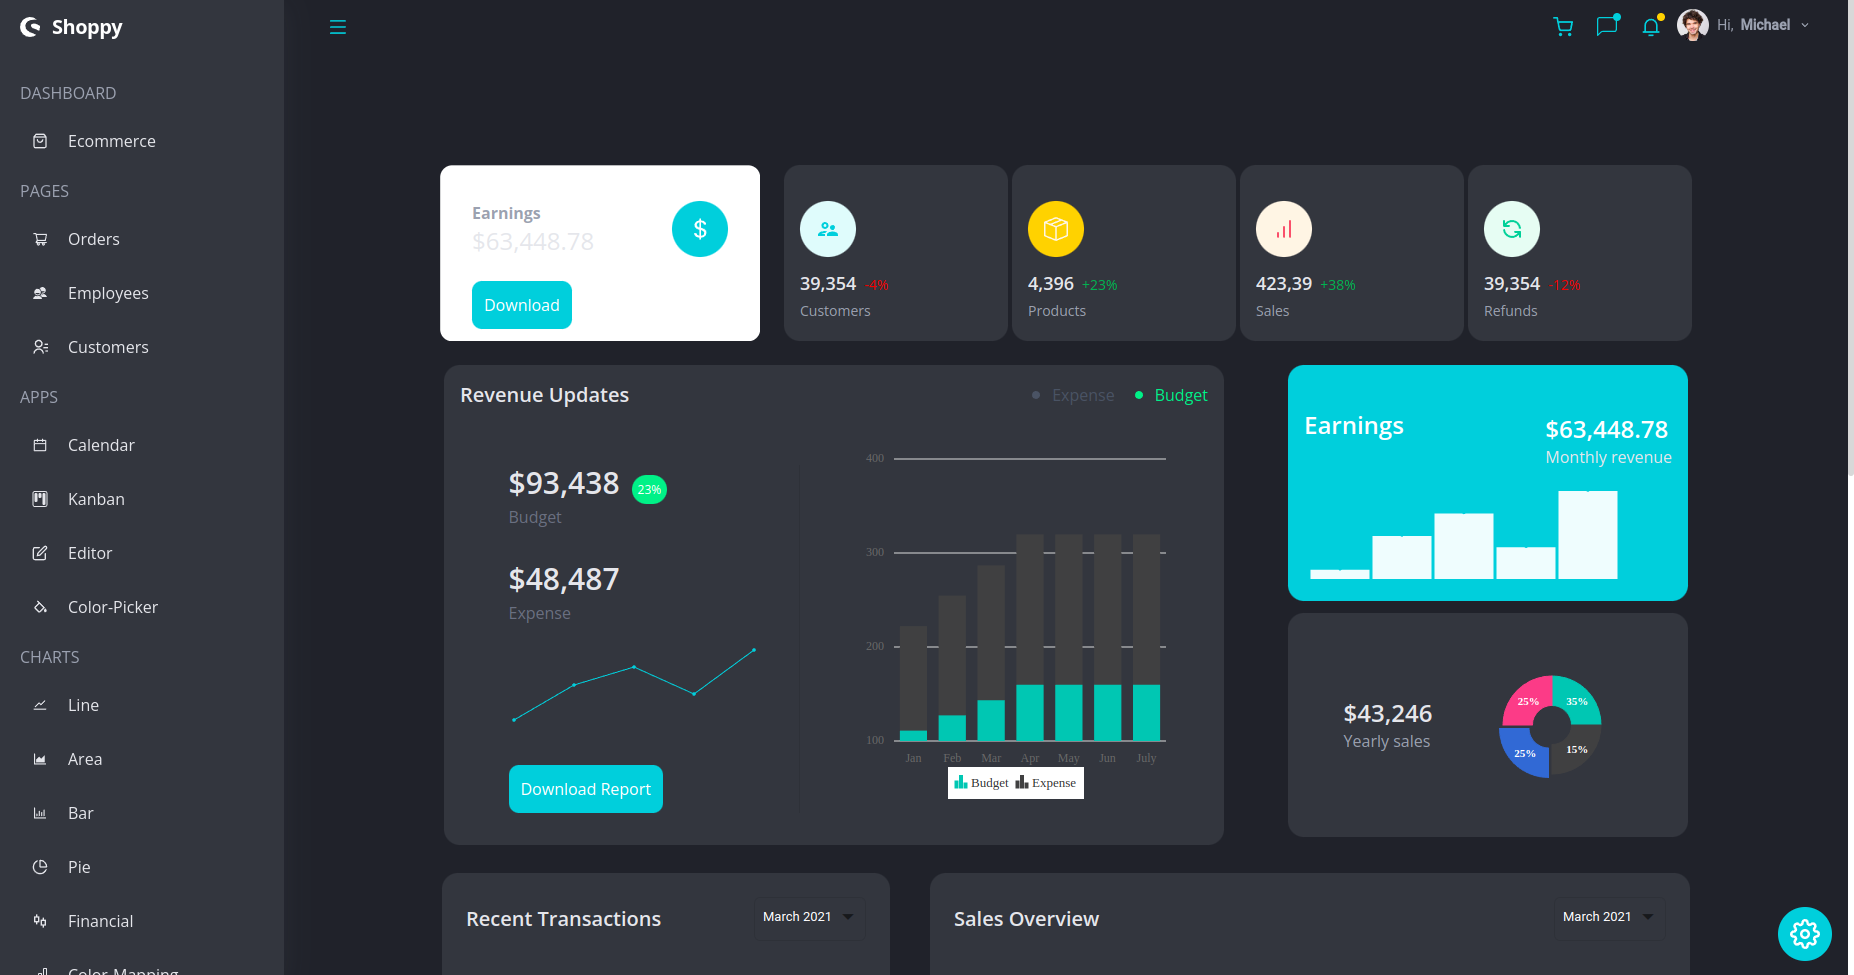 Shoppy
Hi, Michael
DASHBOARD
Ecommerce
PAGES
Orders
Employees
Customers
APPS
Calendar
Kanban
Editor
Color-Picker
CHARTS
Line
Area
Bar
Pie
Financial
Color-Mapping
Earnings
$63,448.78
$
Download
39,354 -4%
Customers
4,396 +23%
Products
423,39 +38%
Sales
39,354 -12%
Refunds
Revenue Updates
Expense
Budget
$93,438 23%
Budget
$48,487
Expense
Download Report
400
300
200
100
Jan Feb Mar Apr May Jun July
Budget Expense
Earnings
$63,448.78
Monthly revenue
$43,246
Yearly sales
25% 35%
25% 15%
Recent Transactions
March 2021
Sales Overview
March 2021